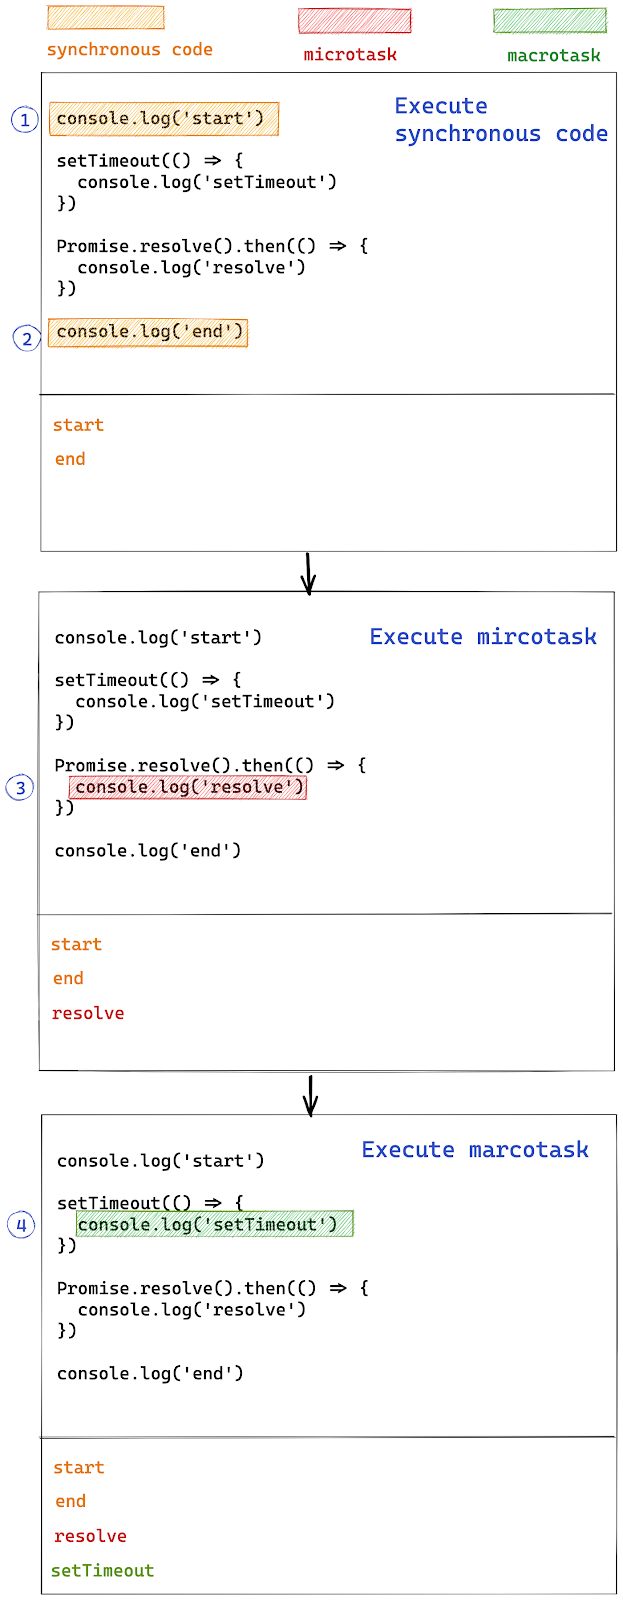 synchronous code
microtask
macrotask
Execute
synchronous code
1
console.log('start')
setTimeout(() => {
console.log('setTimeout')
})
Promise.resolve().then(() => {
console.log('resolve')
})
2
console.log('end')
start
end
Execute mircotask
console.log('start')
setTimeout(() => {
console.log('setTimeout')
})
Promise.resolve().then(() => {
3
console.log('resolve')
})
console.log('end')
start
end
resolve
Execute marcotask
console.log('start')
setTimeout(() => {
4
console.log('setTimeout')
})
Promise.resolve().then(() => {
console.log('resolve')
})
console.log('end')
start
end
resolve
setTimeout